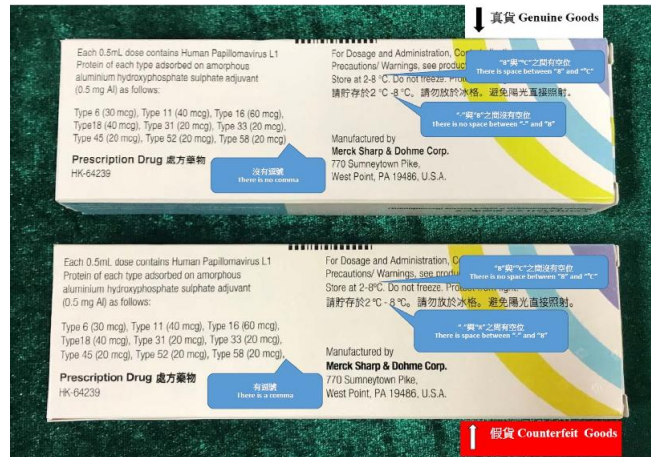 真貨 Genuine Goods
Each 0.5mL dose contains Human Papillomavirus L1
Protein of each type adsorbed on amorphous
aluminium hydroxyphosphate sulphate adjuvant
(0.5 mg Al) as follows:
Type 6 (30 mcg), Type 11 (40 mcg), Type 16 (60 mcg),
Type18 (40 mcg), Type 31 (20 mcg), Type 33 (20 mcg),
Type 45 (20 mcg), Type 52 (20 mcg), Type 58 (20 mcg)
Prescription Drug 處方藥物
HK-64239
沒有逗號
There is no comma
For Dosage and Administration,
Precautions/ Warnings, see
Store at 2-8 °C. Do not freeze.
請貯存於2 °C -8 °C。請勿放於冰格。避免陽光直接照射。
"8"與"°C"之間有空位
There is space between "8" and "°C"
"-"與"8"之間沒有空位
There is no space between "-" and "8"
Manufactured by
Merck Sharp & Dohme Corp.
770 Sumneytown Pike,
West Point, PA 19486, U.S.A.
Each 0.5mL dose contains Human Papillomavirus L1
Protein of each type adsorbed on amorphous
aluminium hydroxyphosphate sulphate adjuvant
(0.5 mg Al) as follows:
Type 6 (30 mcg), Type 11 (40 mcg), Type 16 (60 mcg),
Type18 (40 mcg), Type 31 (20 mcg), Type 33 (20 mcg),
Type 45 (20 mcg), Type 52 (20 mcg), Type 58 (20 mcg),
Prescription Drug 處方藥物
HK-64239
有逗號
There is a comma
For Dosage and Administration,
Precautions/ Warnings, see
Store at 2-8°C. Do not freeze. light.
請貯存於2 °C - 8 °C。請勿放於冰格。避免陽光直接照射。
"8"與"°C"之間沒有空位
There is no space between "8" and "°C"
"-"與"8"之間有空位
There is space between "-" and "8"
Manufactured by
Merck Sharp & Dohme Corp.
770 Sumneytown Pike,
West Point, PA 19486, U.S.A.
假貨 Counterfeit Goods